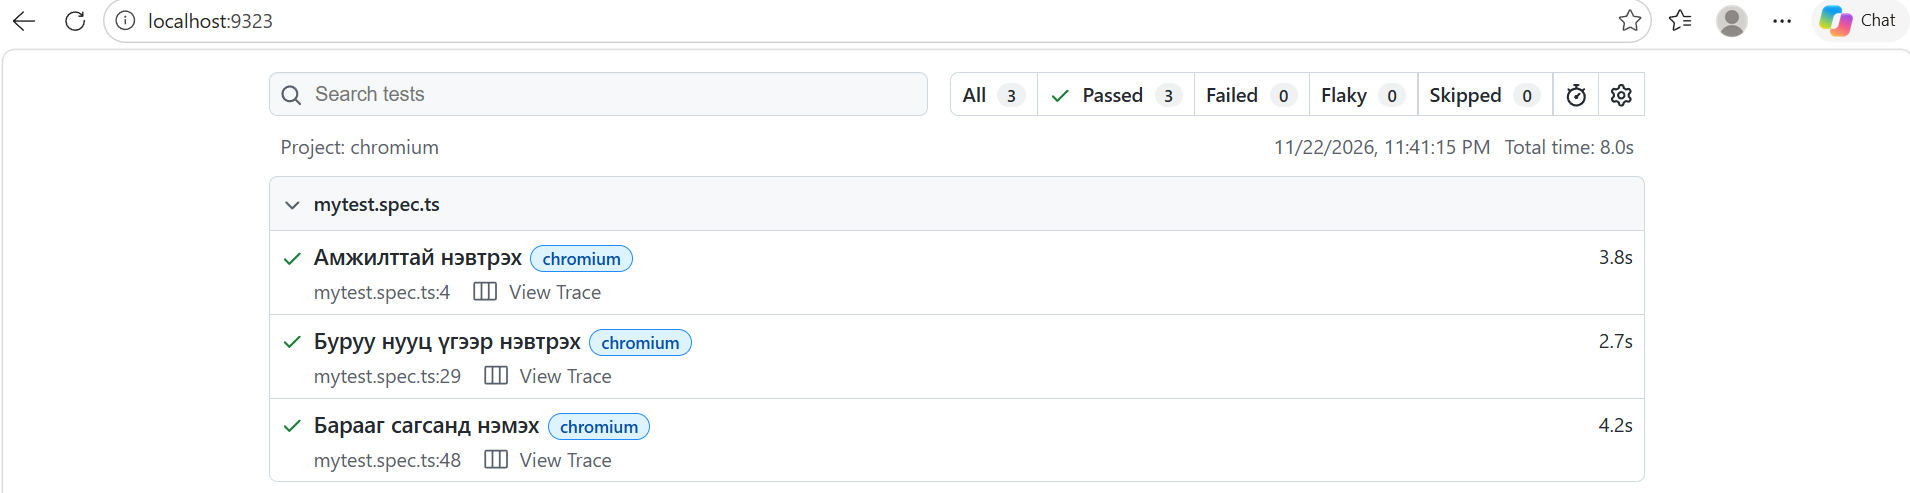 localhost:9323
Chat
Search tests
All 3 Passed 3 Failed 0 Flaky 0 Skipped 0
Project: chromium
11/22/2026, 11:41:15 PM Total time: 8.0s
mytest.spec.ts
Амжилттай нэвтрэх chromium 3.8s
mytest.spec.ts:4 View Trace
Буруу нууц үгээр нэвтрэх chromium 2.7s
mytest.spec.ts:29 View Trace
Барааг сагсанд нэмэх chromium 4.2s
mytest.spec.ts:48 View Trace